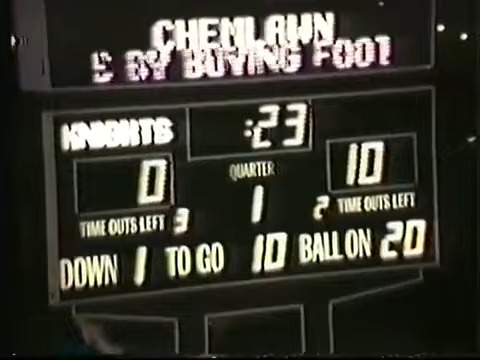 CHEMLAWN
S BY BUYING FOOT
KNIGHTS :23
0 QUARTER 10
TIME OUTS LEFT 3 1 2 TIME OUTS LEFT
DOWN 1 TO GO 10 BALL ON 20